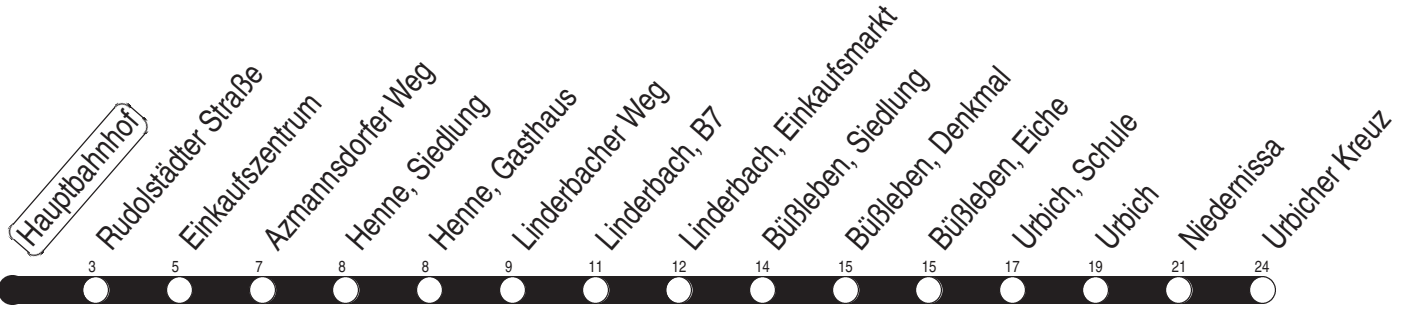 Hauptbahnhof
Rudolstädter Straße
Einkaufszentrum
Azmannsdorfer Weg
Henne, Siedlung
Henne, Gasthaus
Linderbacher Weg
Linderbach, B7
Linderbach, Einkaufsmarkt
Büßleben, Siedlung
Büßleben, Denkmal
Büßleben, Eiche
Urbich, Schule
Urbich
Niedernissa
Urbicher Kreuz
3 5 7 8 8 9 11 12 14 15 15 17 19 21 24